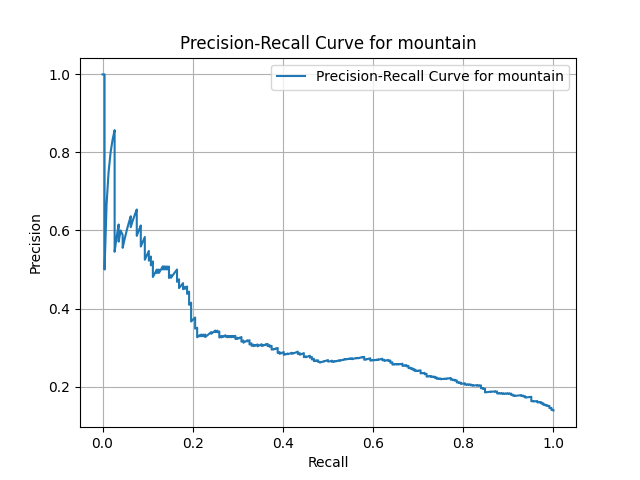 Precision-Recall Curve for mountain
Precision-Recall Curve for mountain
1.0
0.8
0.6
0.4
0.2
Precision
0.0 0.2 0.4 0.6 0.8 1.0
Recall